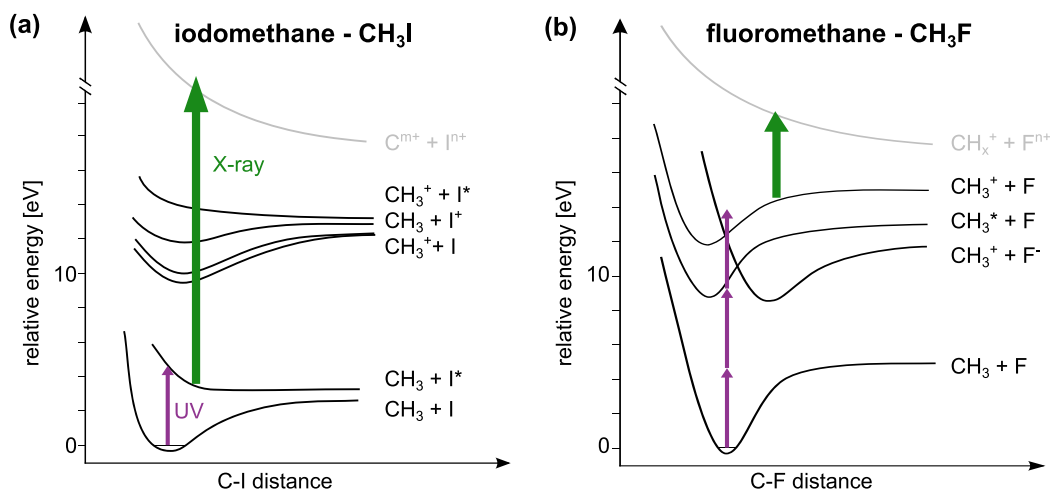 (a)
iodomethane - CH₃I
relative energy [eV]
10
0
X-ray
UV
Cᵐ⁺ + Iⁿ⁺
CH₃⁺ + I*
CH₃ + I⁺
CH₃⁺ + I
CH₃ + I*
CH₃ + I
C-I distance
(b)
fluoromethane - CH₃F
relative energy [eV]
10
0
CHₓ⁺ + Fⁿ⁺
CH₃⁺ + F
CH₃* + F
CH₃⁺ + F⁻
CH₃ + F
C-F distance